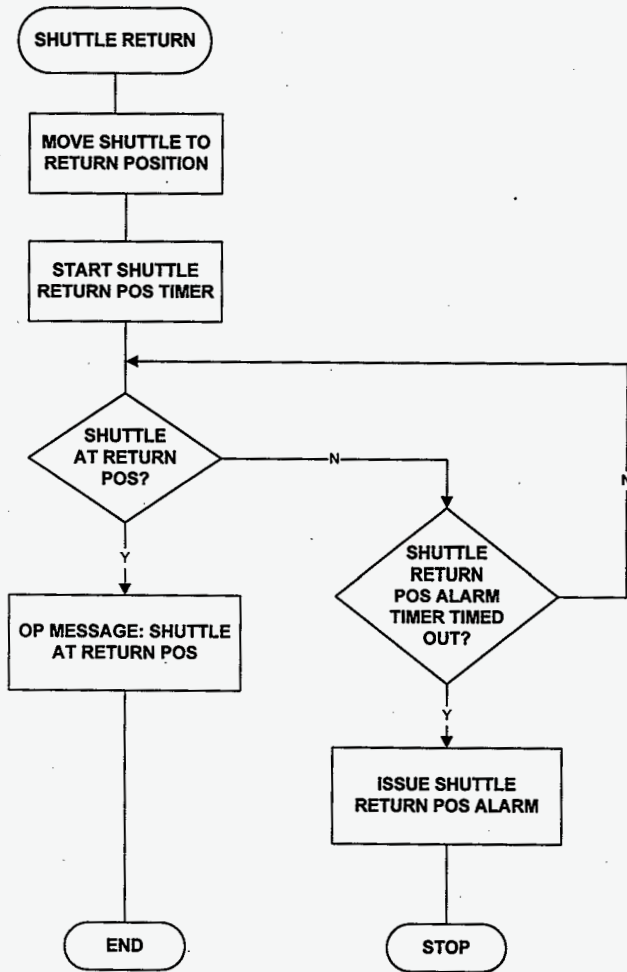 SHUTTLE RETURN
MOVE SHUTTLE TO
RETURN POSITION
START SHUTTLE
RETURN POS TIMER
SHUTTLE
AT RETURN
POS?
N
N
Y
SHUTTLE
RETURN
POS ALARM
TIMER TIMED
OUT?
OP MESSAGE: SHUTTLE
AT RETURN POS
Y
ISSUE SHUTTLE
RETURN POS ALARM
END
STOP